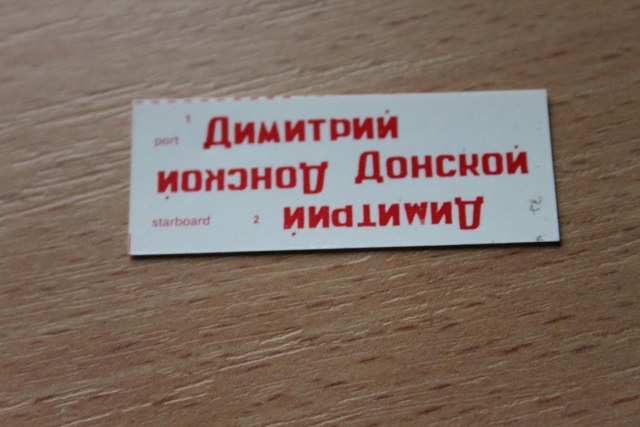 1
port Димитрий
Донской Донской
starboard 2 Димитрий